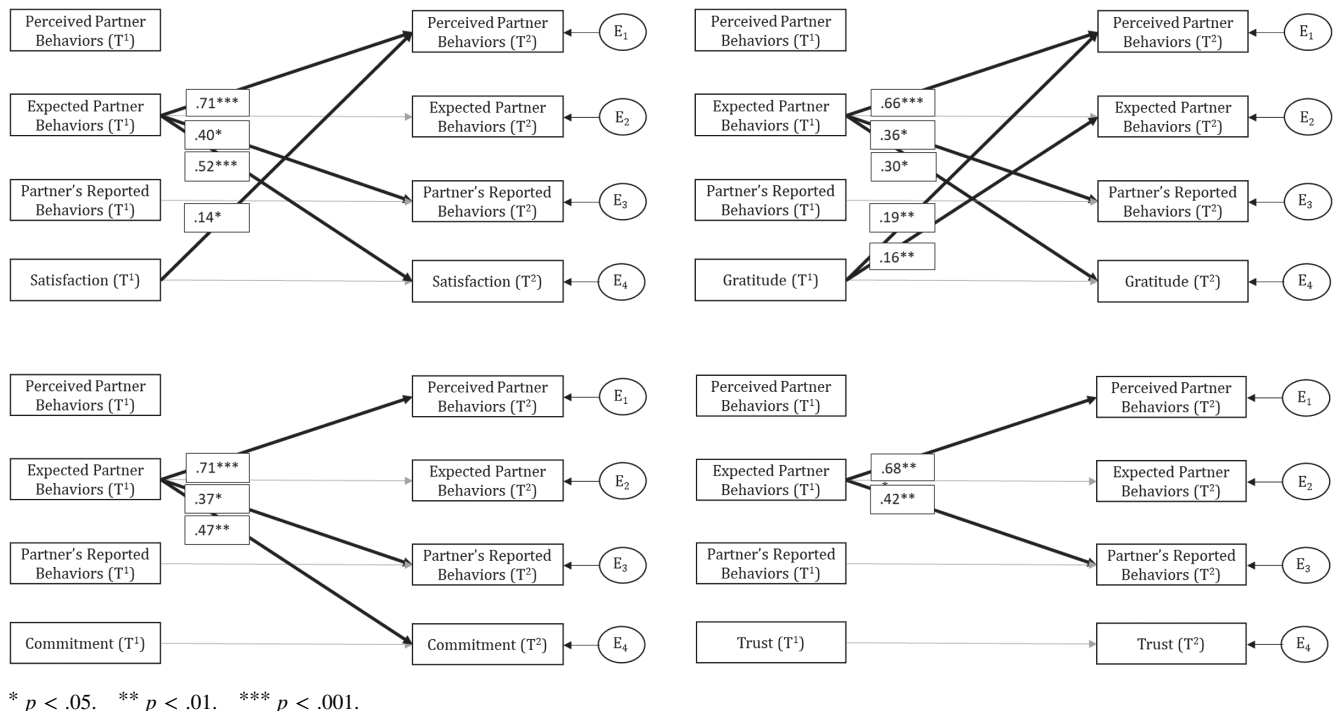 Perceived Partner
Behaviors (T¹)
Expected Partner
Behaviors (T¹)
Partner's Reported
Behaviors (T¹)
Satisfaction (T¹)
.71***
.40*
.52***
.14*
Perceived Partner
Behaviors (T²)
Expected Partner
Behaviors (T²)
Partner's Reported
Behaviors (T²)
Satisfaction (T²)
E₁
E₂
E₃
E₄
Perceived Partner
Behaviors (T¹)
Expected Partner
Behaviors (T¹)
Partner's Reported
Behaviors (T¹)
Gratitude (T¹)
.66***
.36*
.30*
.19**
.16**
Perceived Partner
Behaviors (T²)
Expected Partner
Behaviors (T²)
Partner's Reported
Behaviors (T²)
Gratitude (T²)
E₁
E₂
E₃
E₄
Perceived Partner
Behaviors (T¹)
Expected Partner
Behaviors (T¹)
Partner's Reported
Behaviors (T¹)
Commitment (T¹)
.71***
.37*
.47**
Perceived Partner
Behaviors (T²)
Expected Partner
Behaviors (T²)
Partner's Reported
Behaviors (T²)
Commitment (T²)
E₁
E₂
E₃
E₄
Perceived Partner
Behaviors (T¹)
Expected Partner
Behaviors (T¹)
Partner's Reported
Behaviors (T¹)
Trust (T¹)
.68**
*
.42**
Perceived Partner
Behaviors (T²)
Expected Partner
Behaviors (T²)
Partner's Reported
Behaviors (T²)
Trust (T²)
E₁
E₂
E₃
E₄
* p < .05. ** p < .01. *** p < .001.